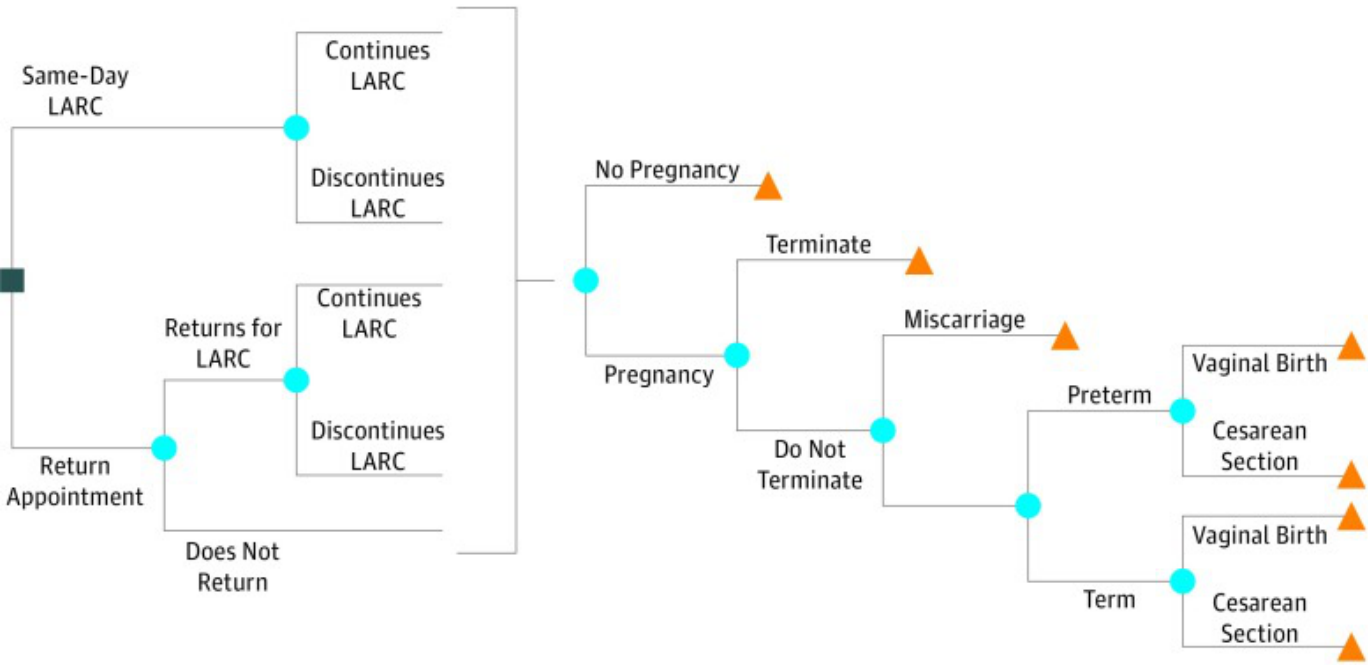 Same-Day
LARC
Continues
LARC
Discontinues
LARC
Return
Appointment
Returns for
LARC
Continues
LARC
Discontinues
LARC
Does Not
Return
No Pregnancy
Pregnancy
Terminate
Do Not
Terminate
Miscarriage
Preterm
Vaginal Birth
Cesarean
Section
Term
Vaginal Birth
Cesarean
Section